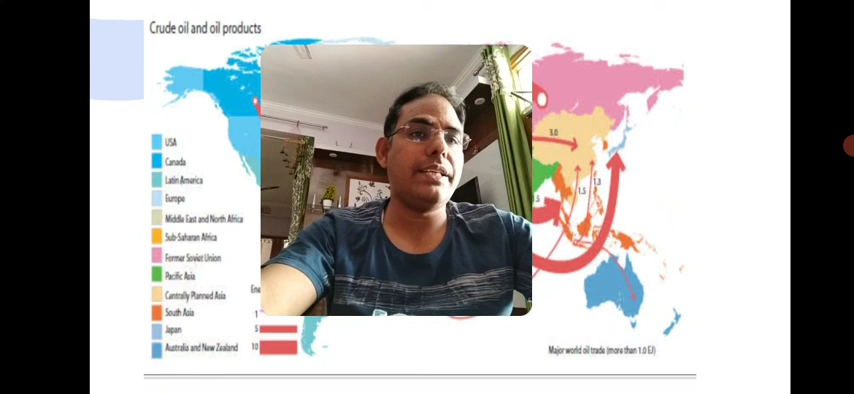 Crude oil and oil products
USA
Canada
Latin America
Europe
Middle East and North Africa
Sub-Saharan Africa
Former Soviet Union
Pacific Asia
Centrally Planned Asia
South Asia
Japan
Australia and New Zealand
Ene
1
5
10
3.0
1.5
1.3
.5
Major world oil trade (more than 1.0 EJ)